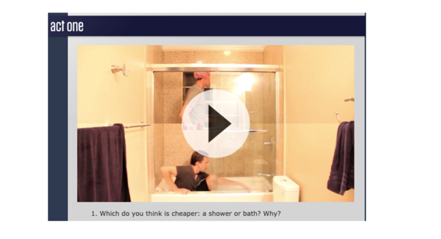 act one
1. Which do you think is cheaper: a shower or bath? Why?